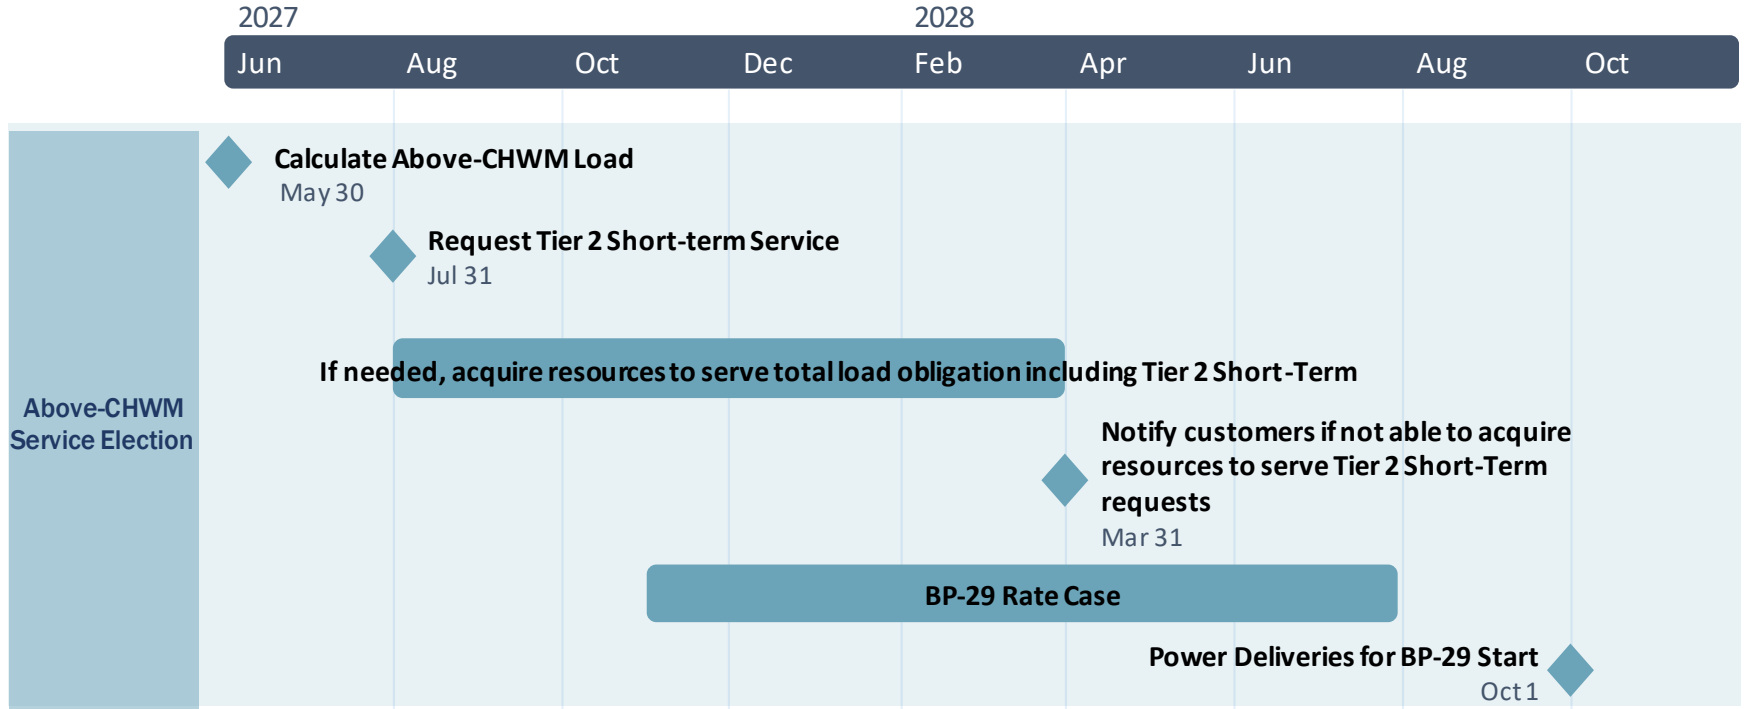 2027
2028
Jun Aug Oct Dec Feb Apr Jun Aug Oct
Calculate Above-CHWM Load
May 30
Request Tier 2 Short-term Service
Jul 31
If needed, acquire resources to serve total load obligation including Tier 2 Short-Term
Above-CHWM
Service Election
Notify customers if not able to acquire
resources to serve Tier 2 Short-Term
requests
Mar 31
BP-29 Rate Case
Power Deliveries for BP-29 Start
Oct 1